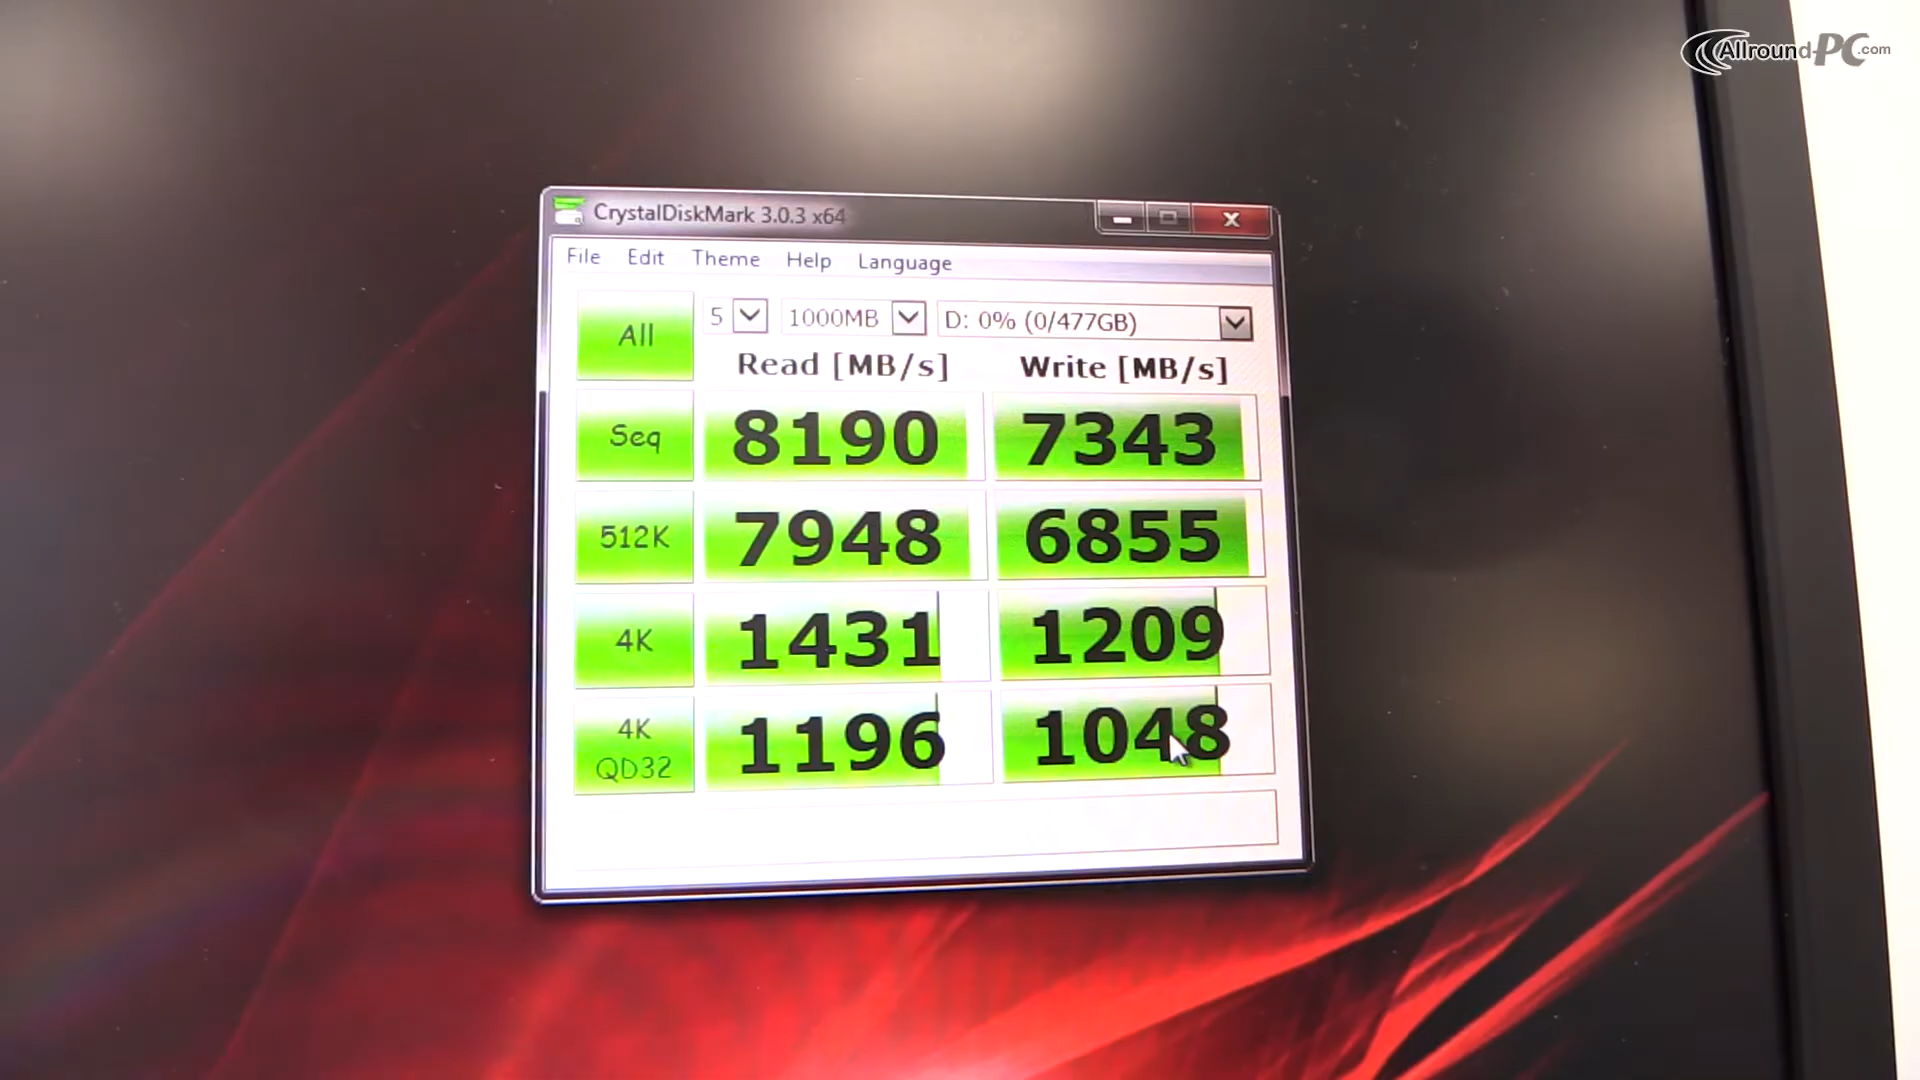 AllroundPC.com
CrystalDiskMark 3.0.3 x64
File Edit Theme Help Language
All 5 1000MB D: 0% (0/477GB)
Read [MB/s] Write [MB/s]
Seq 8190 7343
512K 7948 6855
4K 1431 1209
4K QD32 1196 1048